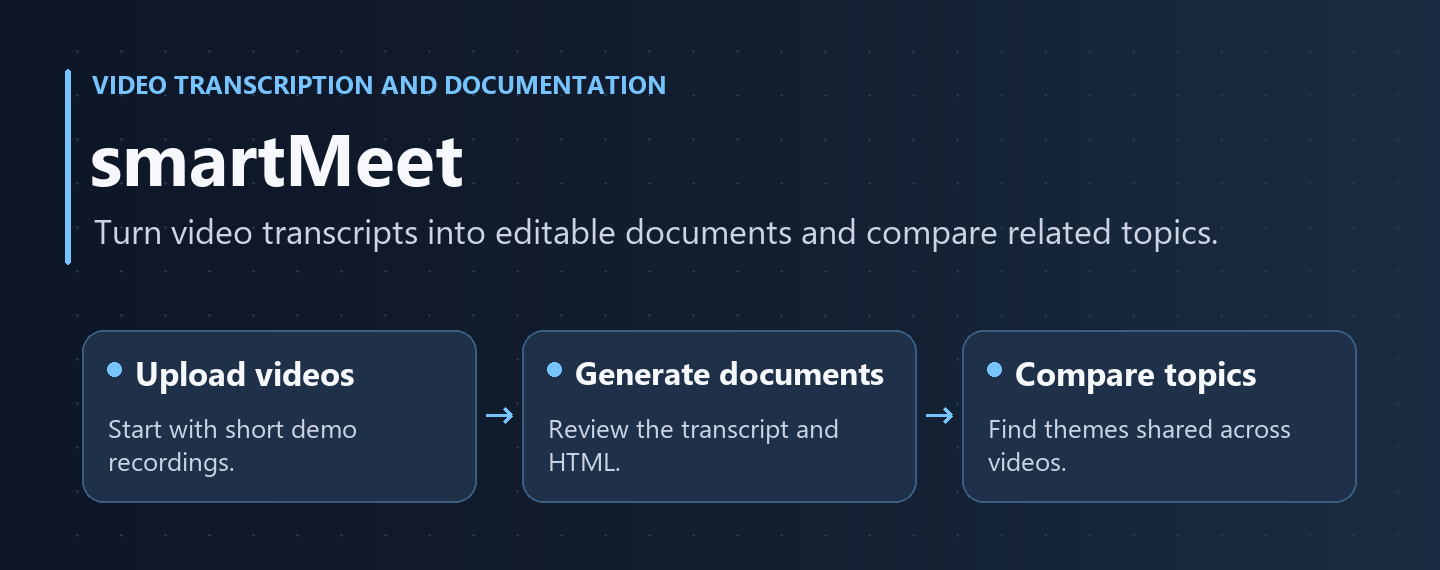 VIDEO TRANSCRIPTION AND DOCUMENTATION
smartMeet
Turn video transcripts into editable documents and compare related topics.
Upload videos
Start with short demo
recordings.
Generate documents
Review the transcript and
HTML.
Compare topics
Find themes shared across
videos.